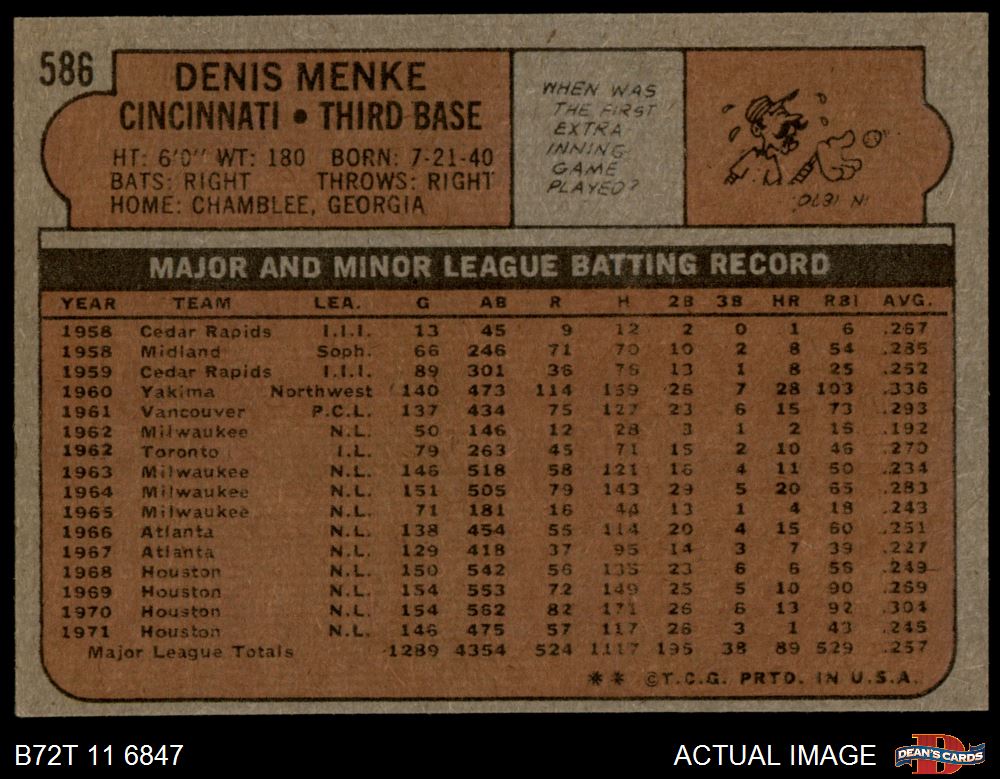 586
DENIS MENKE
CINCINNATI • THIRD BASE
HT: 6'0" WT: 180 BORN: 7-21-40
BATS: RIGHT THROWS: RIGHT
HOME: CHAMBLEE, GEORGIA
WHEN WAS
THE FIRST
EXTRA
INNING
GAME
PLAYED?
IN 1870
MAJOR AND MINOR LEAGUE BATTING RECORD
YEAR TEAM LEA. G AB R H 2B 3B HR RBI AVG.
1958 Cedar Rapids I.I.I. 13 45 9 12 2 0 1 6 .267
1958 Midland Soph. 66 246 71 70 10 2 8 54 .285
1959 Cedar Rapids I.I.I. 89 301 36 76 13 1 8 25 .252
1960 Yakima Northwest 140 473 114 159 26 7 28 103 .336
1961 Vancouver P.C.L. 137 434 75 127 23 6 15 73 .293
1962 Milwaukee N.L. 50 146 12 28 3 1 2 16 .192
1962 Toronto I.L. 79 263 45 71 15 2 10 46 .270
1963 Milwaukee N.L. 146 518 58 121 16 4 11 50 .234
1964 Milwaukee N.L. 151 505 79 143 29 5 20 65 .283
1965 Milwaukee N.L. 71 181 16 44 13 1 4 18 .243
1966 Atlanta N.L. 138 454 55 114 20 4 15 60 .251
1967 Atlanta N.L. 129 418 37 95 14 3 7 39 .227
1968 Houston N.L. 150 542 56 135 23 6 6 56 .249
1969 Houston N.L. 154 553 72 149 25 5 10 90 .269
1970 Houston N.L. 154 562 82 171 26 6 13 92 .304
1971 Houston N.L. 146 475 57 117 26 3 1 43 .245
Major League Totals 1289 4354 524 1117 195 38 89 529 .257
** ©T.C.G. PRTD. IN U.S.A.
B72T 11 6847
ACTUAL IMAGE
DEAN'S CARDS